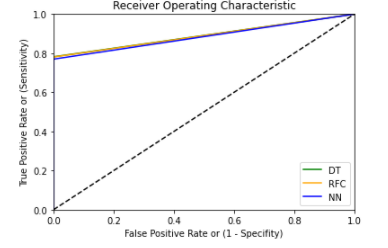 Receiver Operating Characteristic
True Positive Rate or (Sensitivity)
1.0
0.8
0.6
0.4
0.2
0.0
DT
RFC
NN
0.0 0.2 0.4 0.6 0.8 1.0
False Positive Rate or (1 - Specifity)